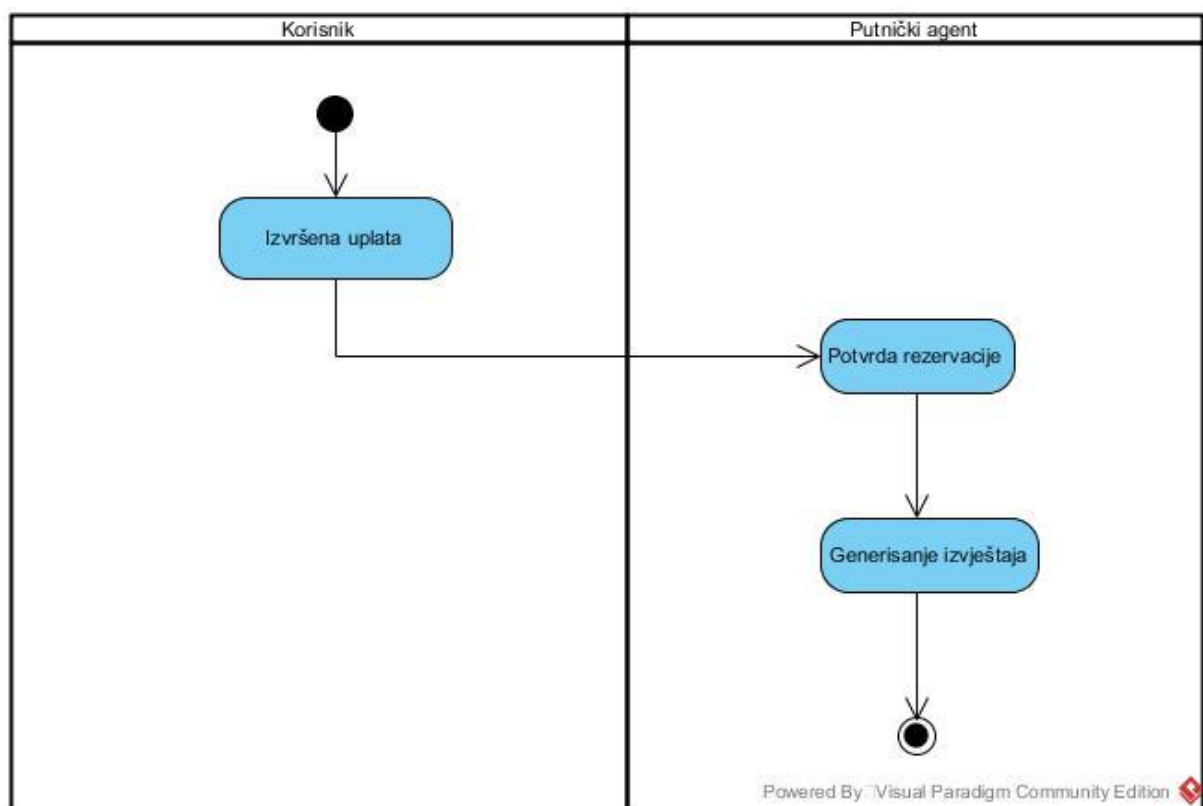 Korisnik
Putnički agent
Izvršena uplata
Potvrda rezervacije
Generisanje izvještaja
Powered By Visual Paradigm Community Edition